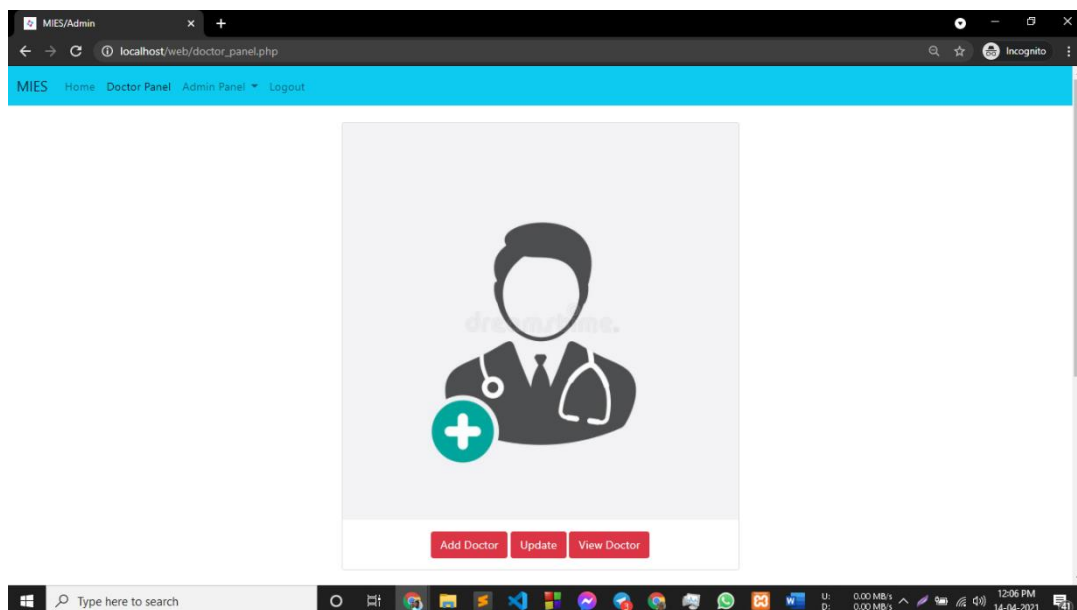 MIES/Admin
localhost/web/doctor_panel.php
Incognito
MIES Home Doctor Panel Admin Panel Logout
dreamstime.
Add Doctor Update View Doctor
Type here to search
U: 0.00 MB/s
D: 0.00 MB/s
12:06 PM
14-04-2021
41